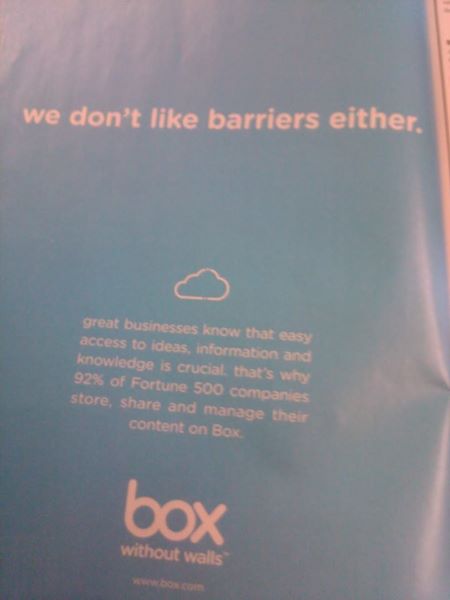 we don't like barriers either.
great businesses know that easy
access to ideas, information and
knowledge is crucial. that's why
92% of Fortune 500 companies
store, share and manage their
content on Box.
box
without walls™
www.box.com